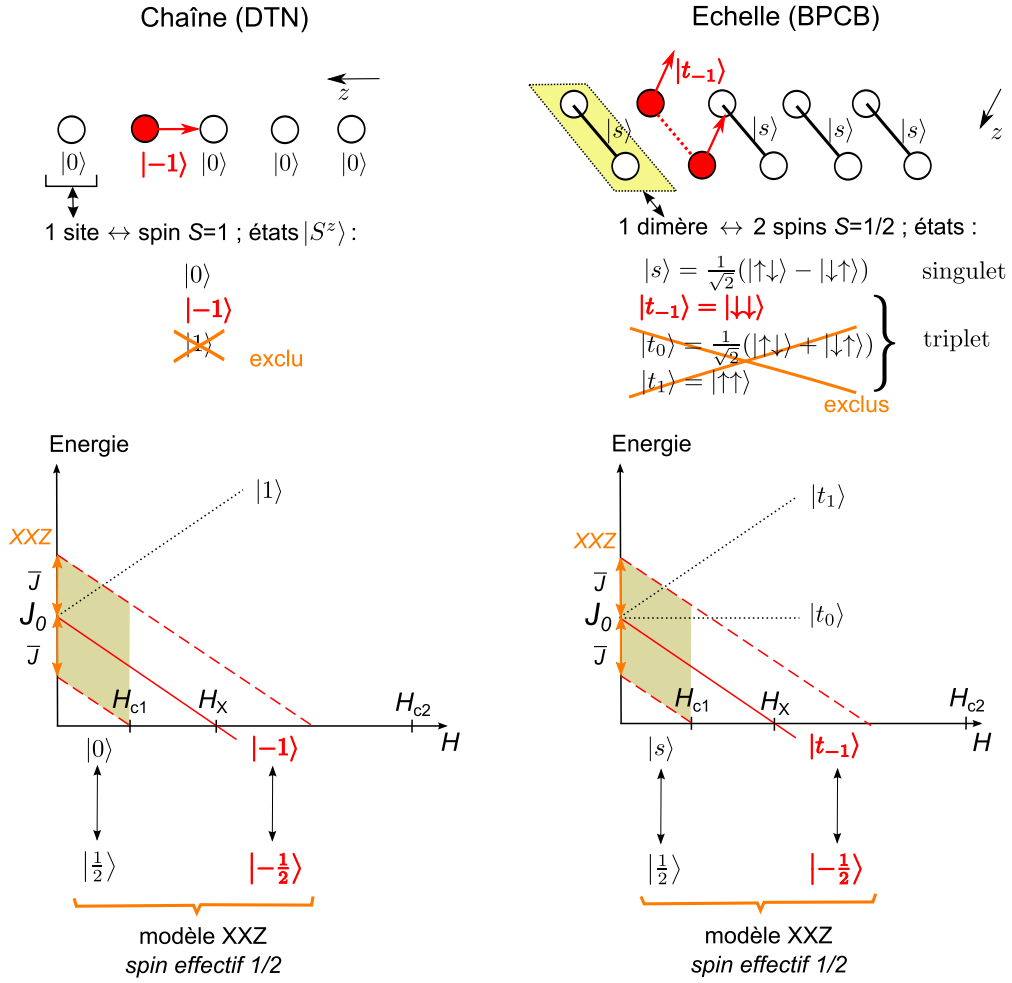 Chaîne (DTN)
z
|0⟩ |−1⟩ |0⟩ |0⟩ |0⟩
1 site ↔ spin S=1 ; états |S^z⟩ :
|0⟩
|−1⟩
|1⟩
exclu
Energie
|1⟩
XXZ
J̅
J₀
J̅
H_c1 H_X H_c2
H
|0⟩ |−1⟩
|1/2⟩ |−1/2⟩
modèle XXZ
spin effectif 1/2
Echelle (BPCB)
|t₋₁⟩
|s⟩ |s⟩ |s⟩ |s⟩
z
1 dimère ↔ 2 spins S=1/2 ; états :
|s⟩ = 1/√2 (|↑↓⟩ − |↓↑⟩) singulet
|t₋₁⟩ = |↓↓⟩
|t₀⟩ = 1/√2 (|↑↓⟩ + |↓↑⟩) triplet
|t₁⟩ = |↑↑⟩
exclus
Energie
|t₁⟩
XXZ
J̅
J₀ |t₀⟩
J̅
H_c1 H_X H_c2
H
|s⟩ |t₋₁⟩
|1/2⟩ |−1/2⟩
modèle XXZ
spin effectif 1/2